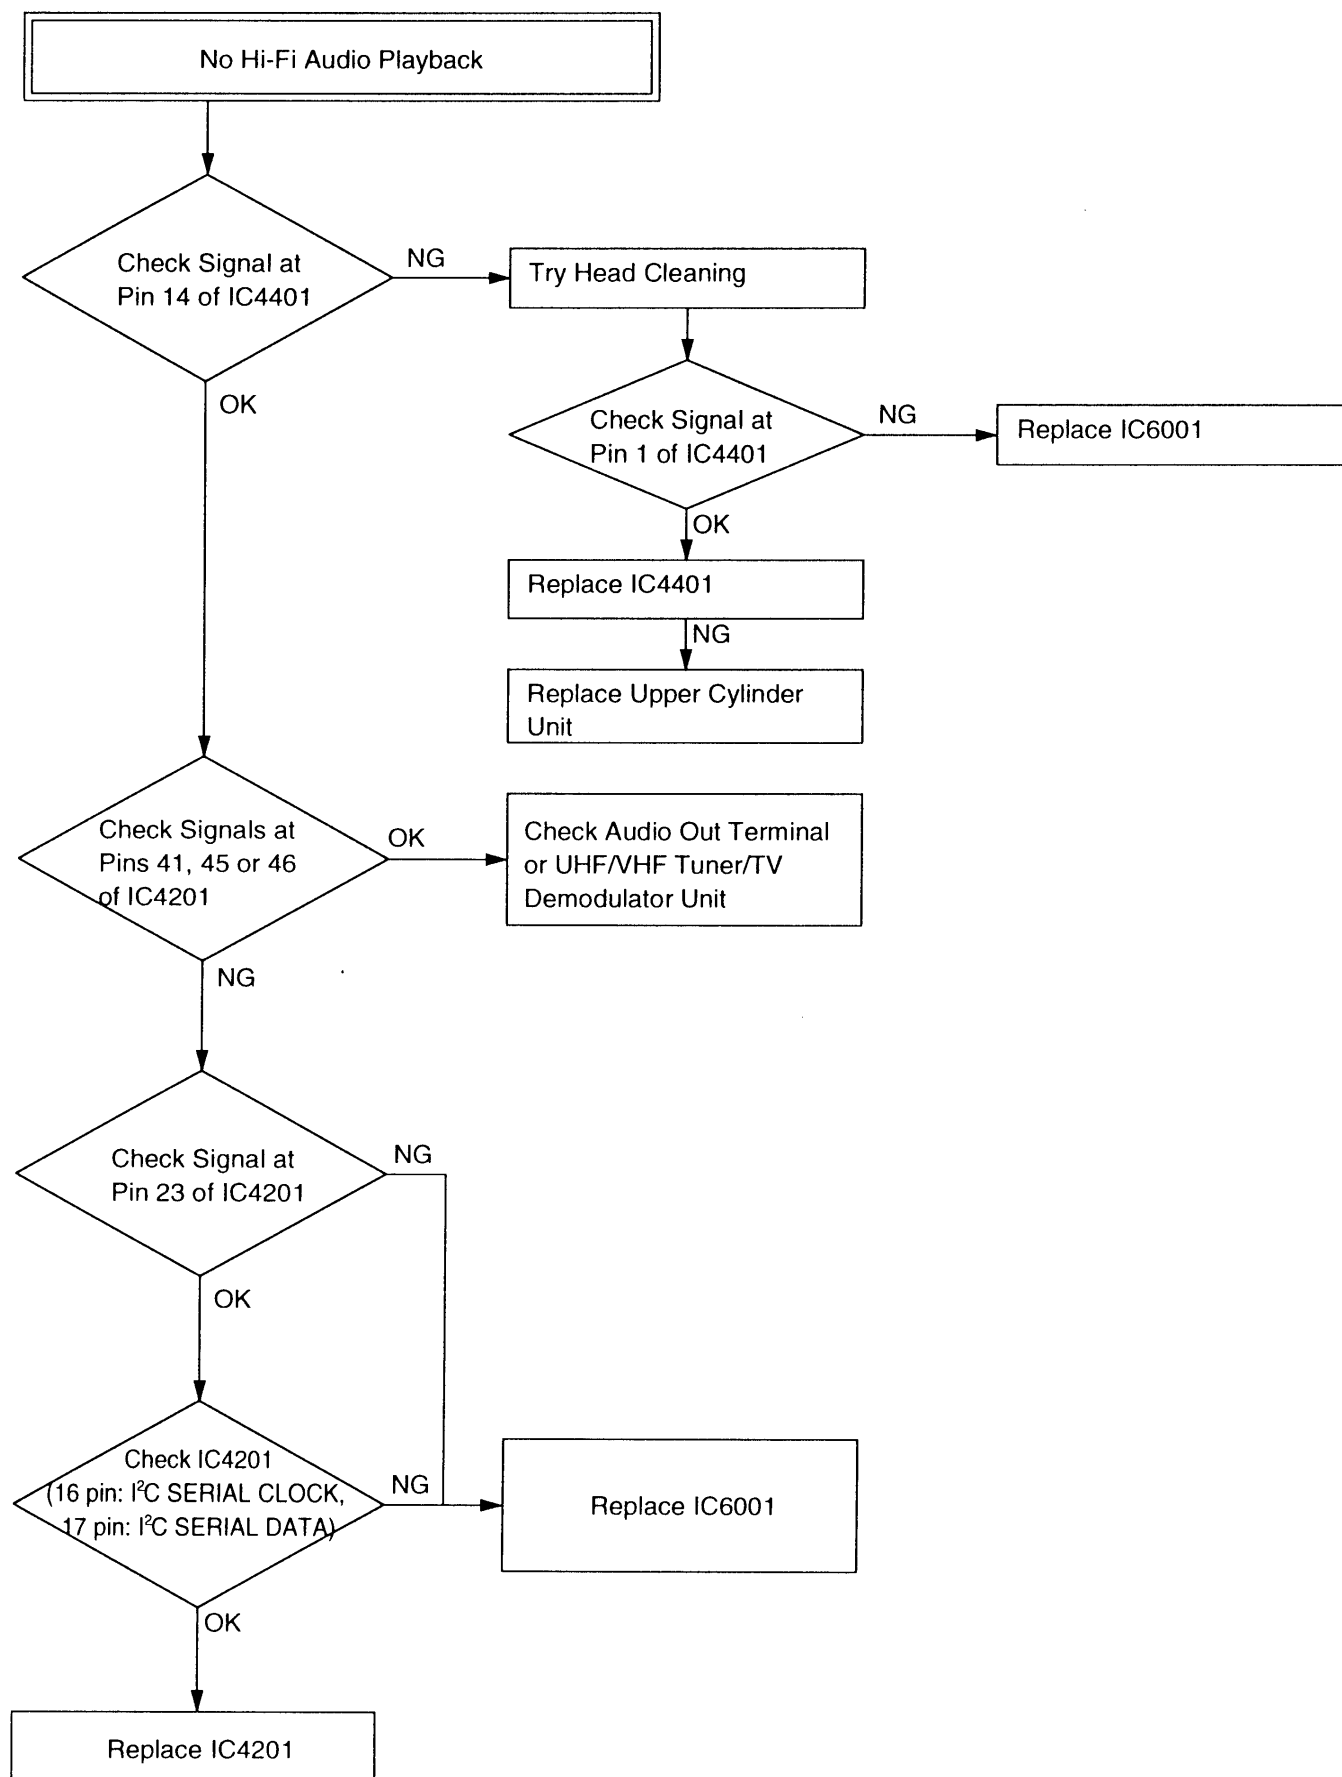 No Hi-Fi Audio Playback
Check Signal at
Pin 14 of IC4401
NG
Try Head Cleaning
OK
Check Signal at
Pin 1 of IC4401
NG
Replace IC6001
OK
Replace IC4401
NG
Replace Upper Cylinder
Unit
Check Signals at
Pins 41, 45 or 46
of IC4201
OK
Check Audio Out Terminal
or UHF/VHF Tuner/TV
Demodulator Unit
NG
Check Signal at
Pin 23 of IC4201
NG
OK
Check IC4201
(16 pin: I²C SERIAL CLOCK,
17 pin: I²C SERIAL DATA)
NG
Replace IC6001
OK
Replace IC4201